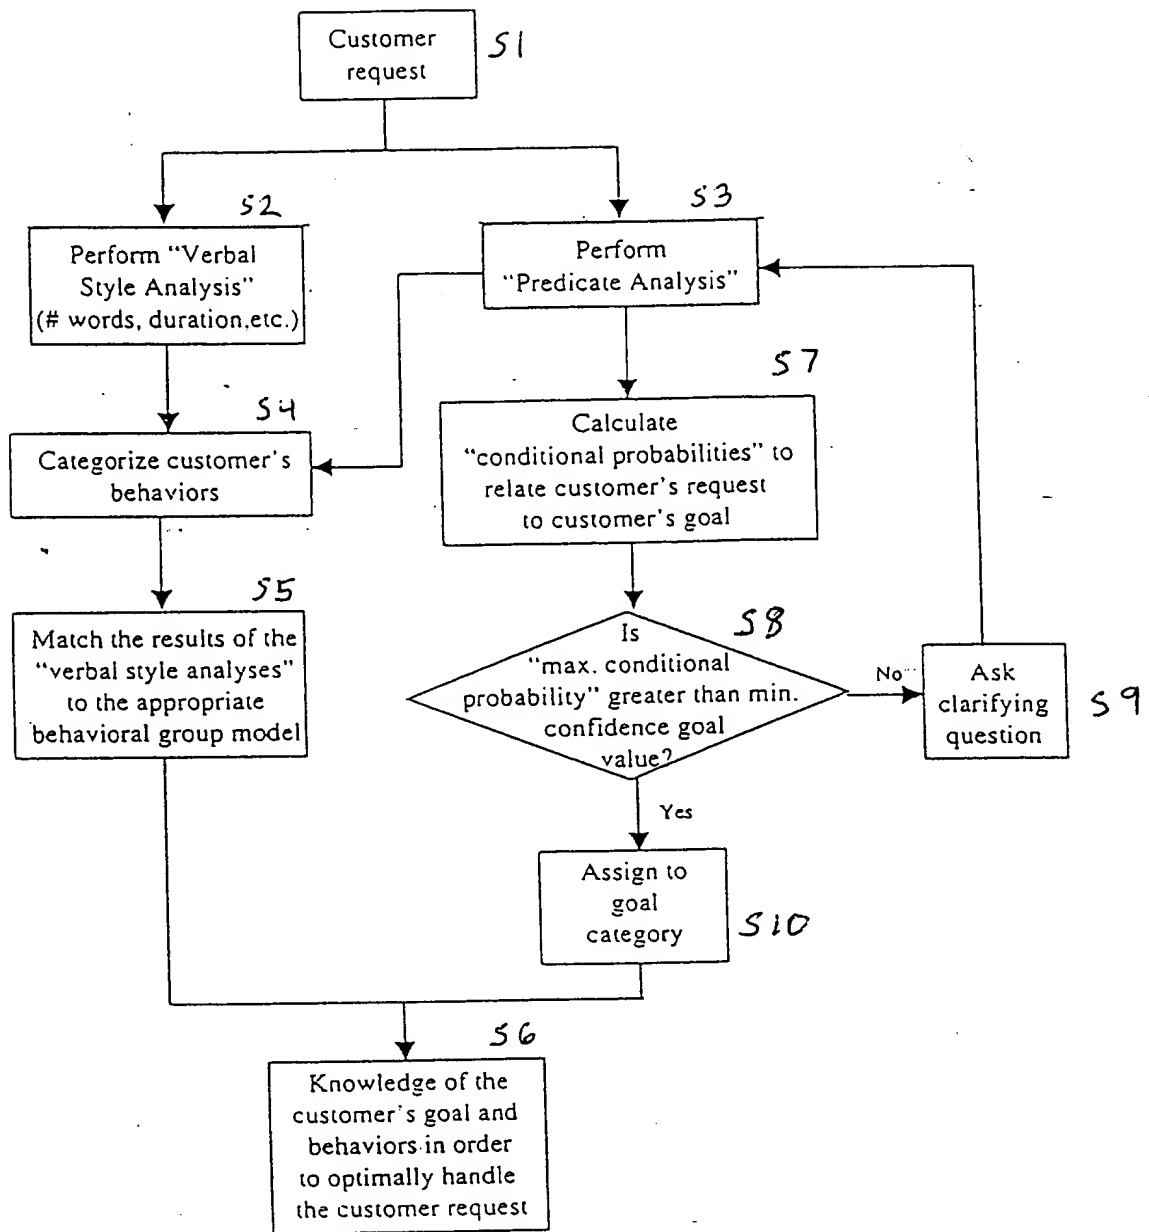 Customer
request
S1
S2
Perform “Verbal
Style Analysis”
(# words, duration,etc.)
S3
Perform
“Predicate Analysis”
S4
Categorize customer's
behaviors
S7
Calculate
“conditional probabilities” to
relate customer's request
to customer's goal
S5
Match the results of the
“verbal style analyses”
to the appropriate
behavioral group model
S8
Is
“max. conditional
probability” greater than min.
confidence goal
value?
No
Ask
clarifying
question
S9
Yes
Assign to
goal
category
S10
S6
Knowledge of the
customer's goal and
behaviors in order
to optimally handle
the customer request